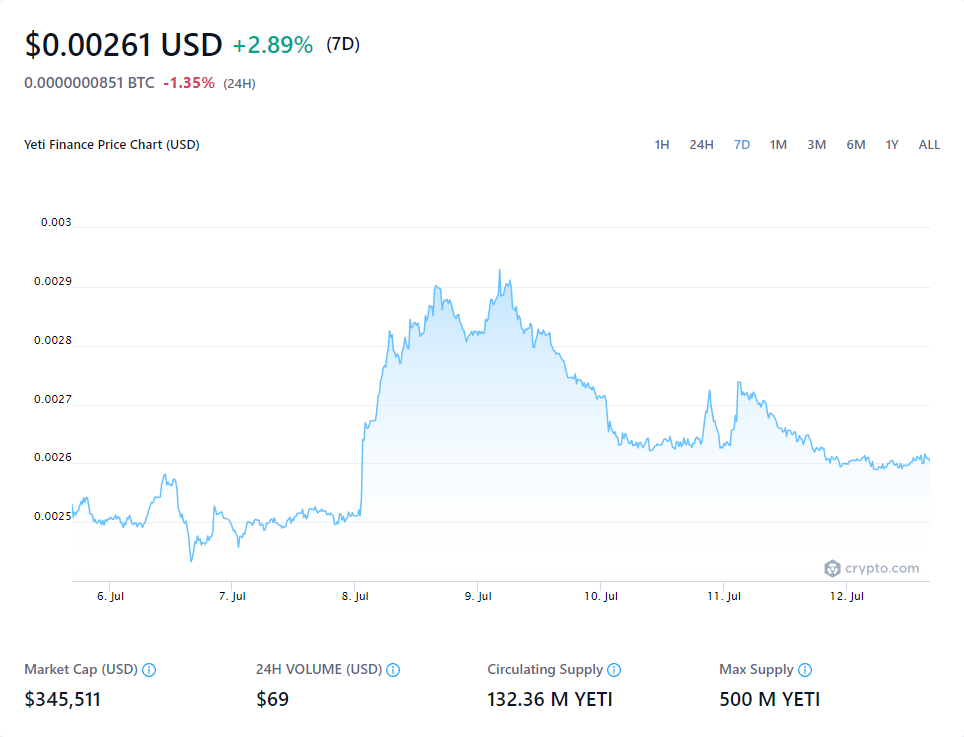 $0.00261 USD +2.89% (7D)
0.0000000851 BTC -1.35% (24H)
Yeti Finance Price Chart (USD) 1H 24H 7D 1M 3M 6M 1Y ALL
0.003
0.0029
0.0028
0.0027
0.0026
0.0025
crypto.com
6. Jul 7. Jul 8. Jul 9. Jul 10. Jul 11. Jul 12. Jul
Market Cap (USD) 24H VOLUME (USD) Circulating Supply Max Supply
$345,511 $69 132.36 M YETI 500 M YETI